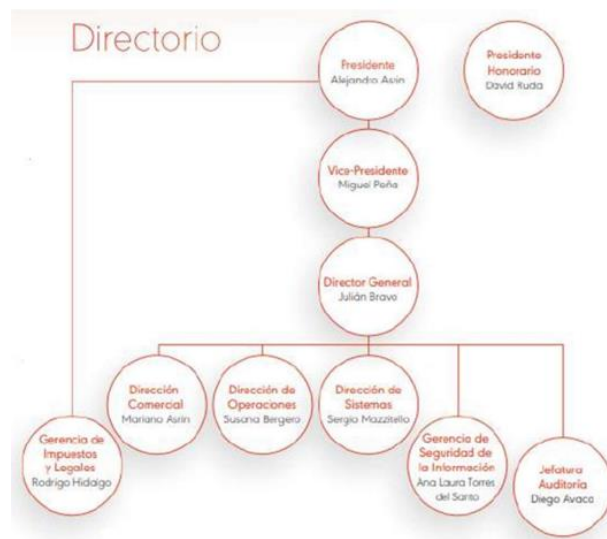 Directorio
Presidente
Alejandro Asrin
Presidente
Honorario
David Ruda
Vice-Presidente
Miguel Peña
Director General
Julián Bravo
Dirección
Comercial
Mariano Asrin
Dirección de
Operaciones
Susana Bergero
Dirección de
Sistemas
Sergio Mazzitello
Gerencia de
Impuestos
y Legales
Rodrigo Hidalgo
Gerencia de
Seguridad de
la Información
Ana Laura Torres
del Santo
Jefatura
Auditoría
Diego Avaca